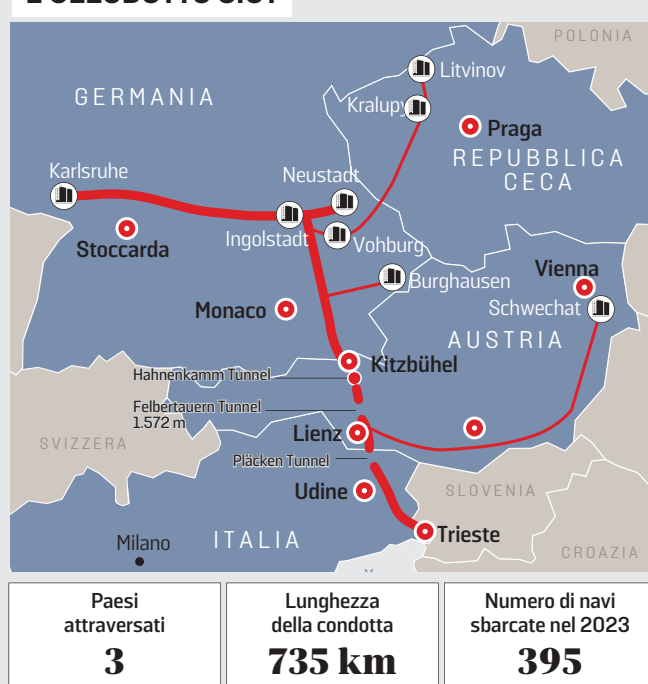 POLONIA
Litvinov
GERMANIA
Kralupy
Praga
REPUBBLICA
CECA
Karlsruhe
Neustadt
Ingolstadt
Vohburg
Stoccarda
Burghausen
Vienna
Schwechat
Monaco
AUSTRIA
Kitzbühel
Hahnenkamm Tunnel
Felbertauern Tunnel
1.572 m
Lienz
SVIZZERA
Pläcken Tunnel
Udine
SLOVENIA
Trieste
Milano
ITALIA
CROAZIA
Paesi
attraversati
3
Lunghezza
della condotta
735 km
Numero di navi
sbarcate nel 2023
395